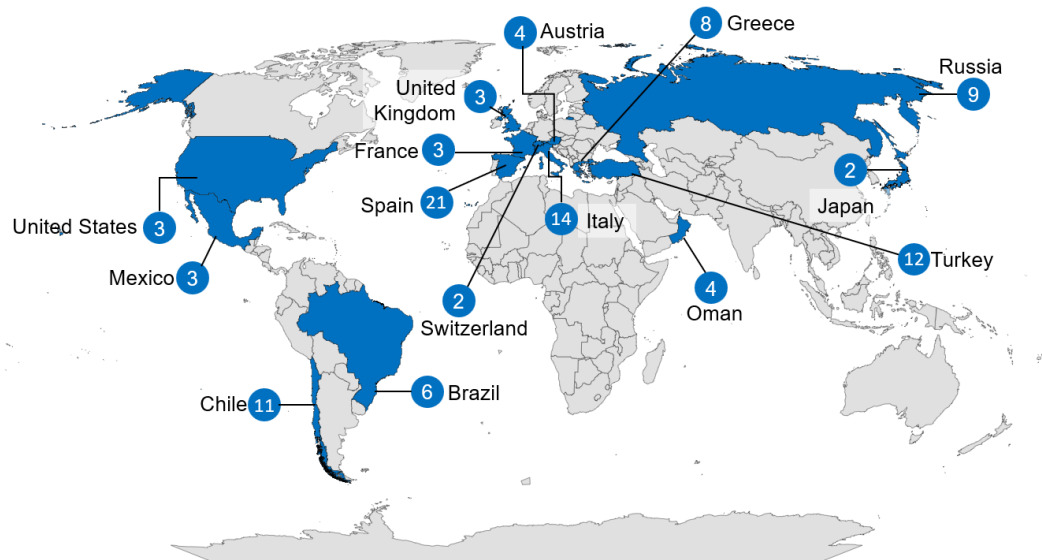 8 Greece
4 Austria
Russia
9
United
Kingdom
3
France 3
2
Spain 21
Japan
14 Italy
United States 3
12 Turkey
Mexico 3
2
Switzerland
4
Oman
6 Brazil
Chile 11